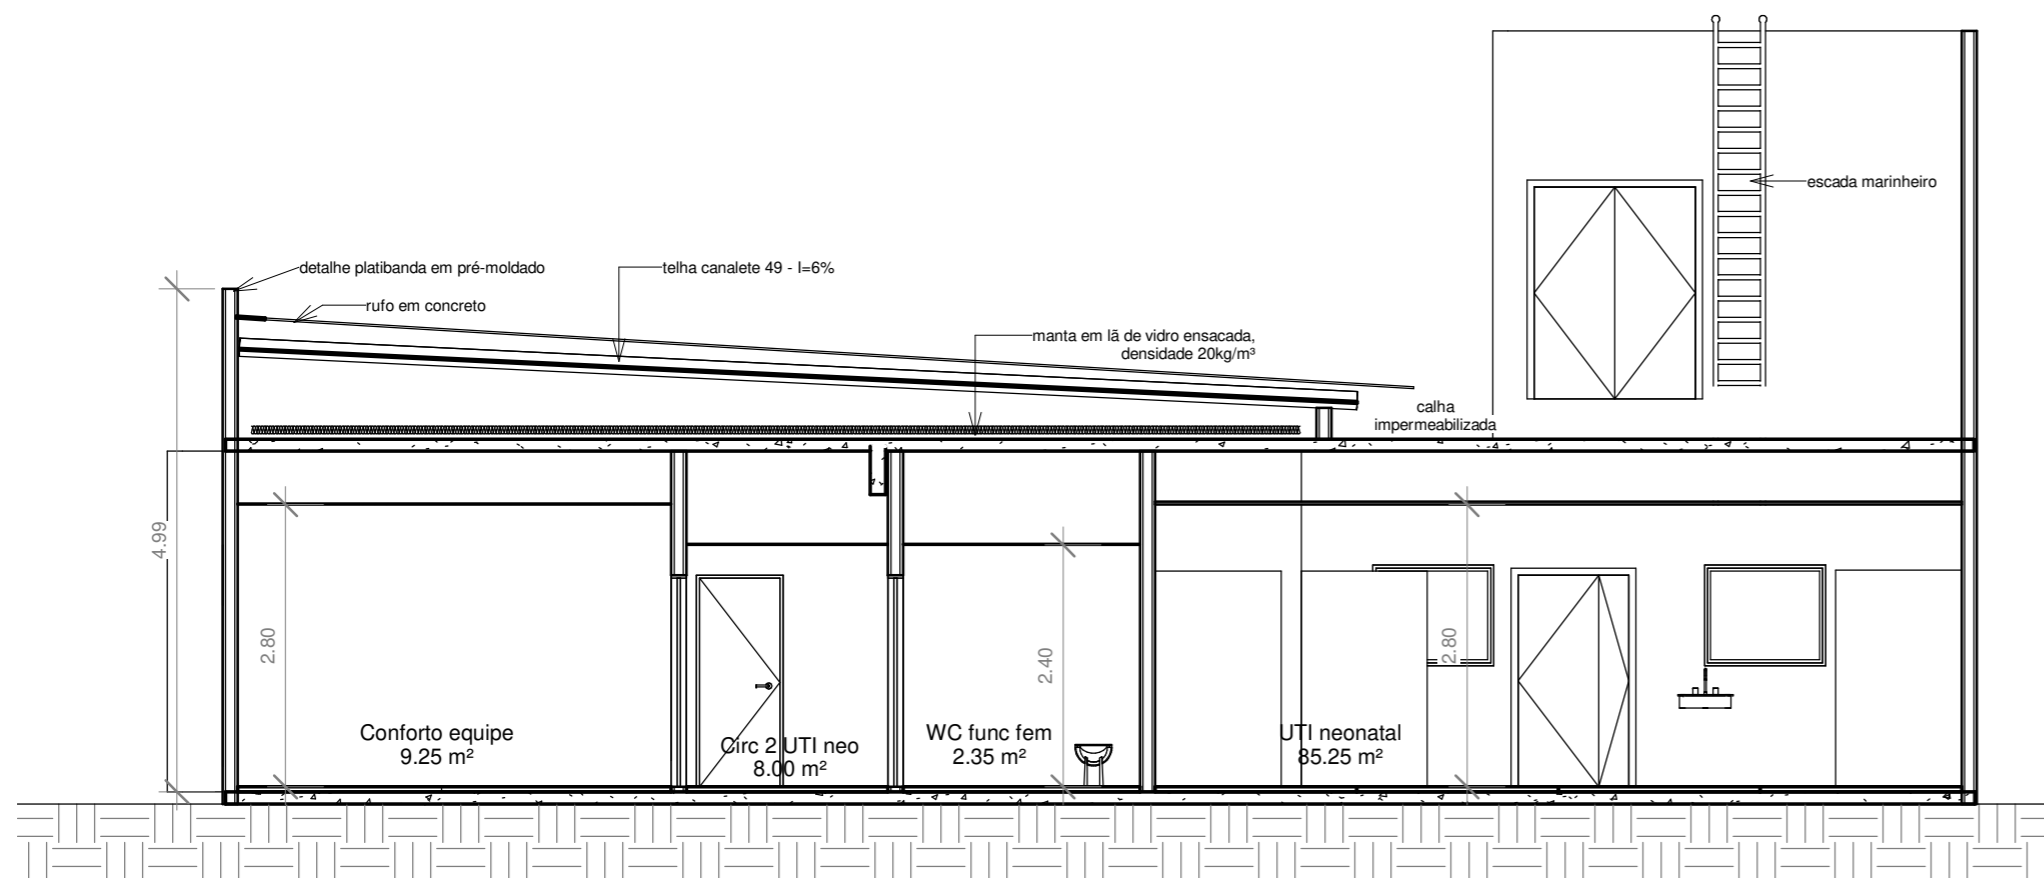 escada marinheiro
detalhe platibanda em pré-moldado
telha canalete 49 - I=6%
rufo em concreto
manta em lã de vidro ensacada,
densidade 20kg/m³
calha
impermeabilizada
4.99
2.80
2.40
2.80
Conforto equipe
9.25 m²
Circ 2 UTI neo
8.00 m²
WC func fem
2.35 m²
UTI neonatal
85.25 m²